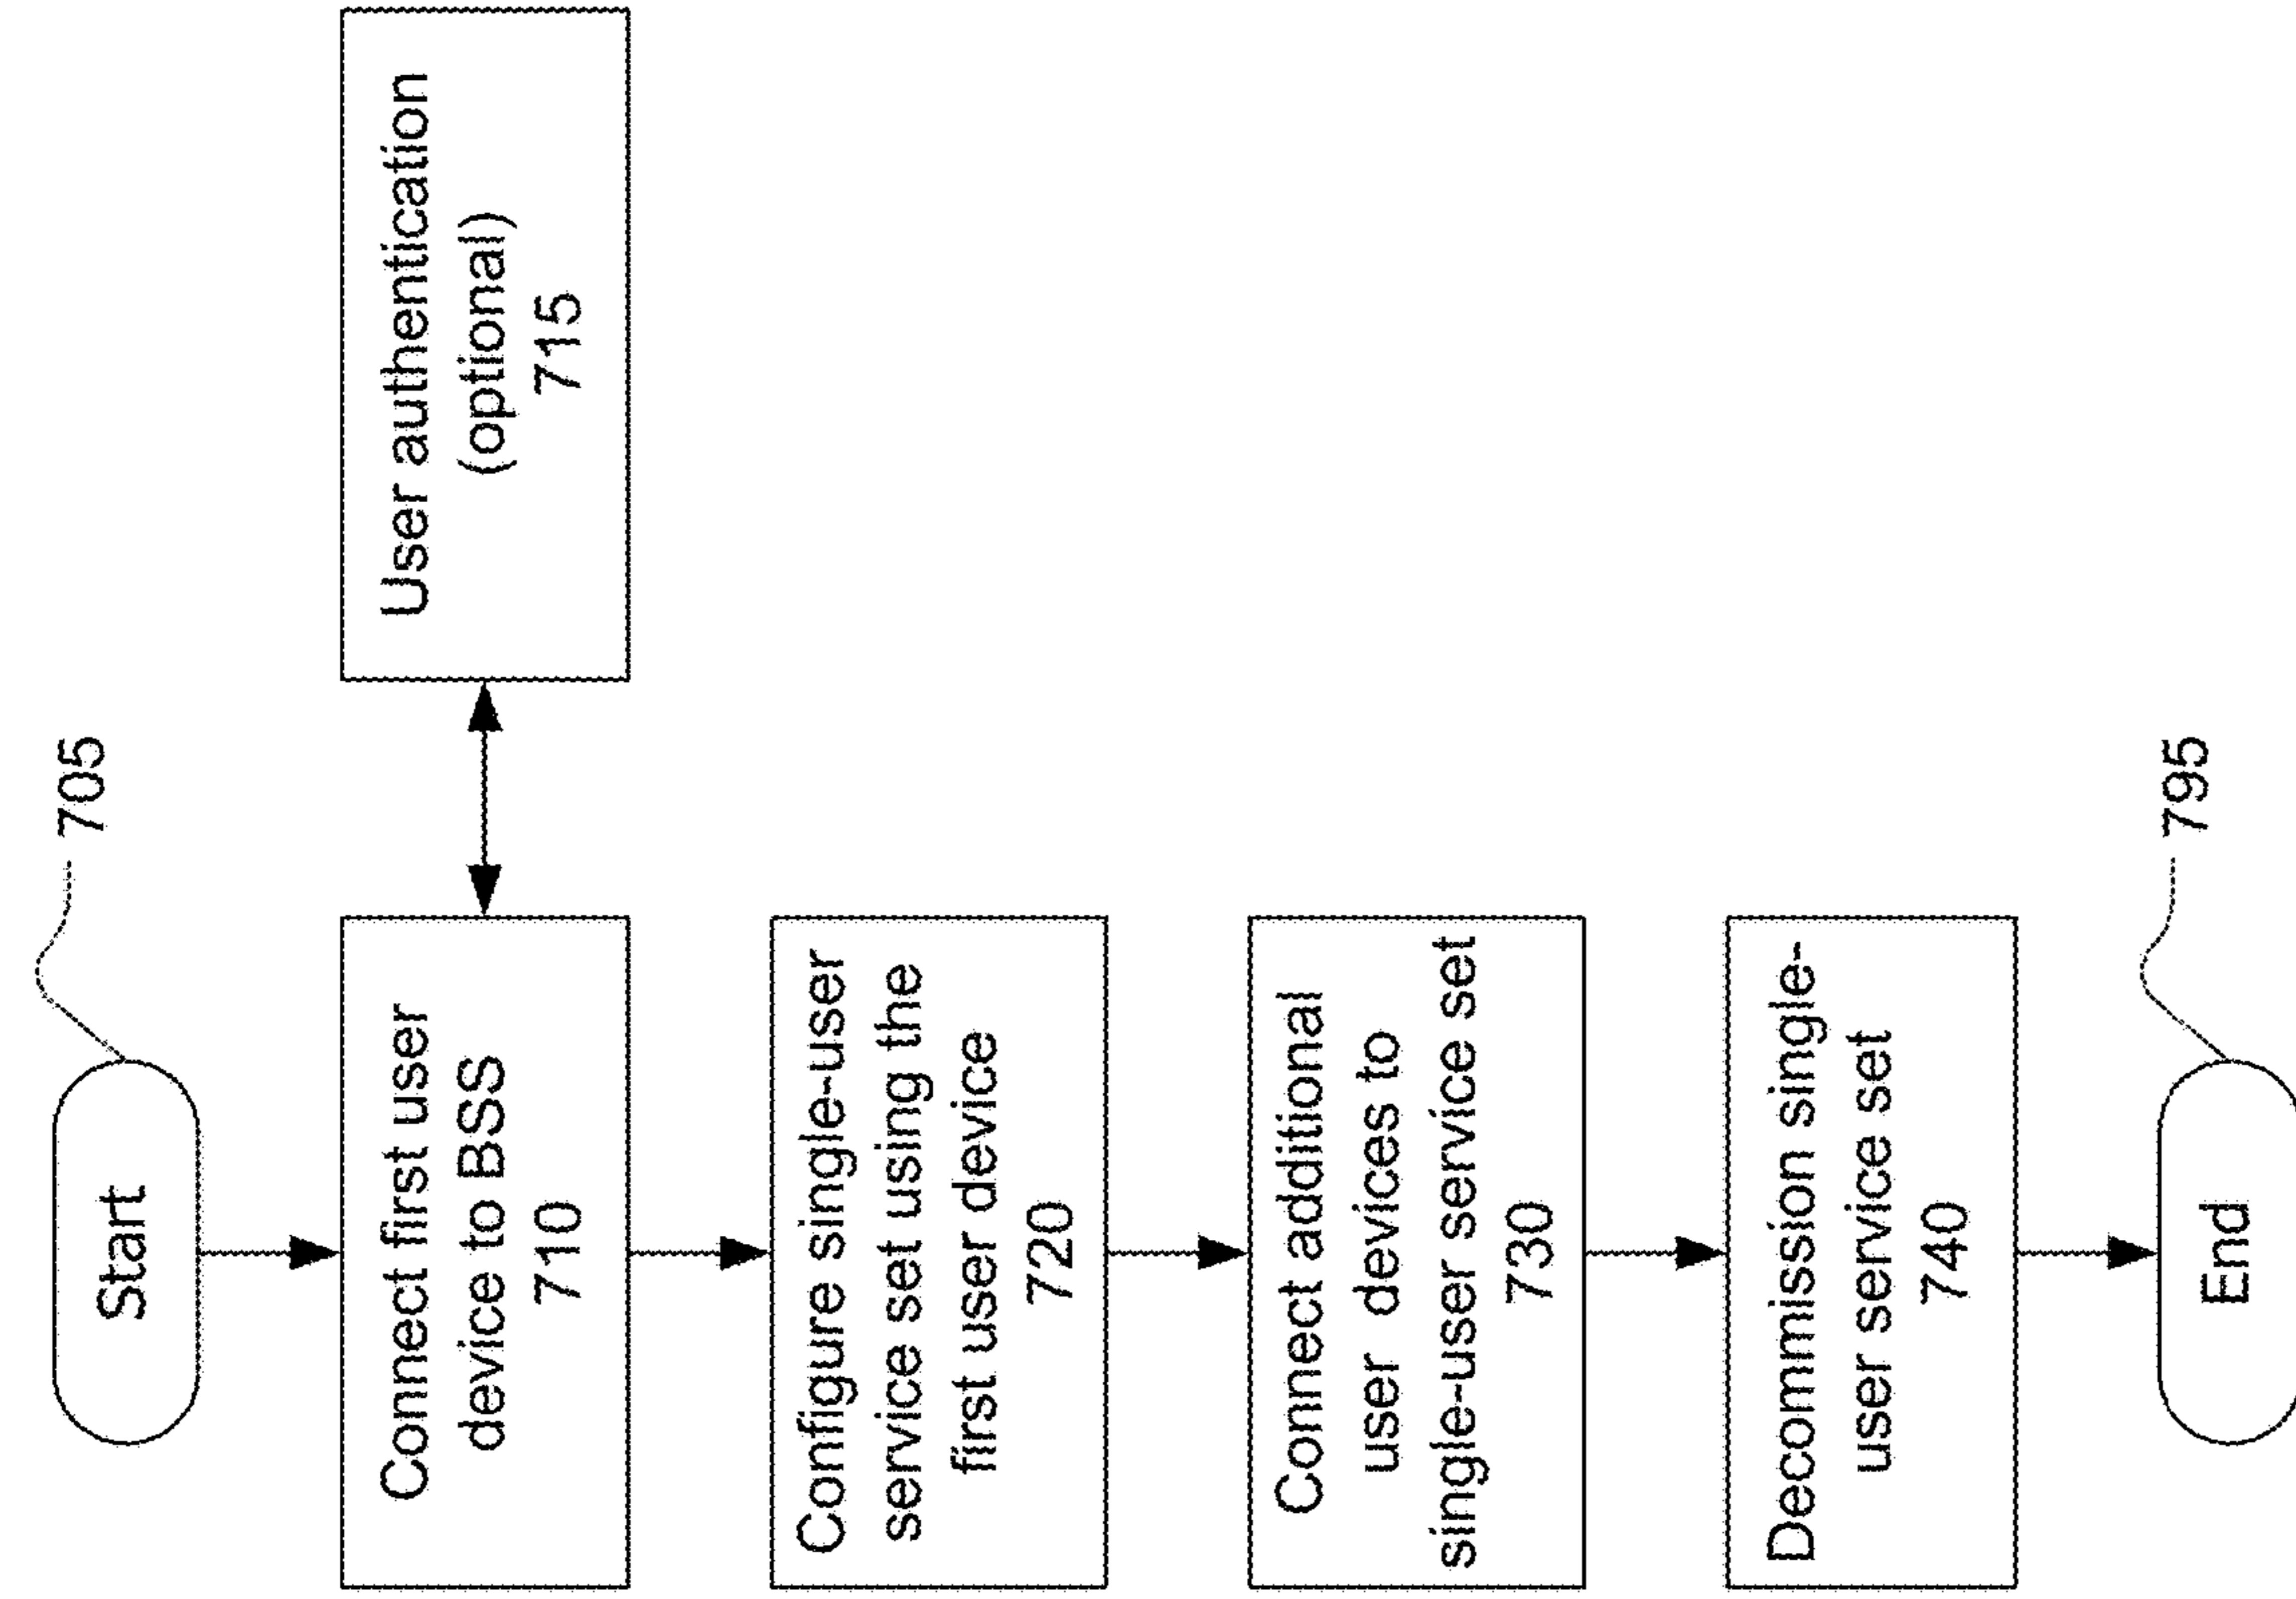 Start
705
Connect first user
device to BSS
710
User authentication
(optional)
715
Configure single-user
service set using the
first user device
720
Connect additional
user devices to
single-user service set
730
Decommission single-
user service set
740
End
795